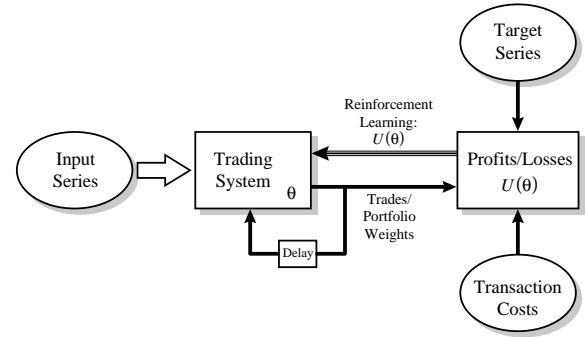 Target
Series
Reinforcement
Learning:
U(θ)
Input
Series
Trading
System
θ
Profits/Losses
U(θ)
Trades/
Portfolio
Weights
Delay
Transaction
Costs